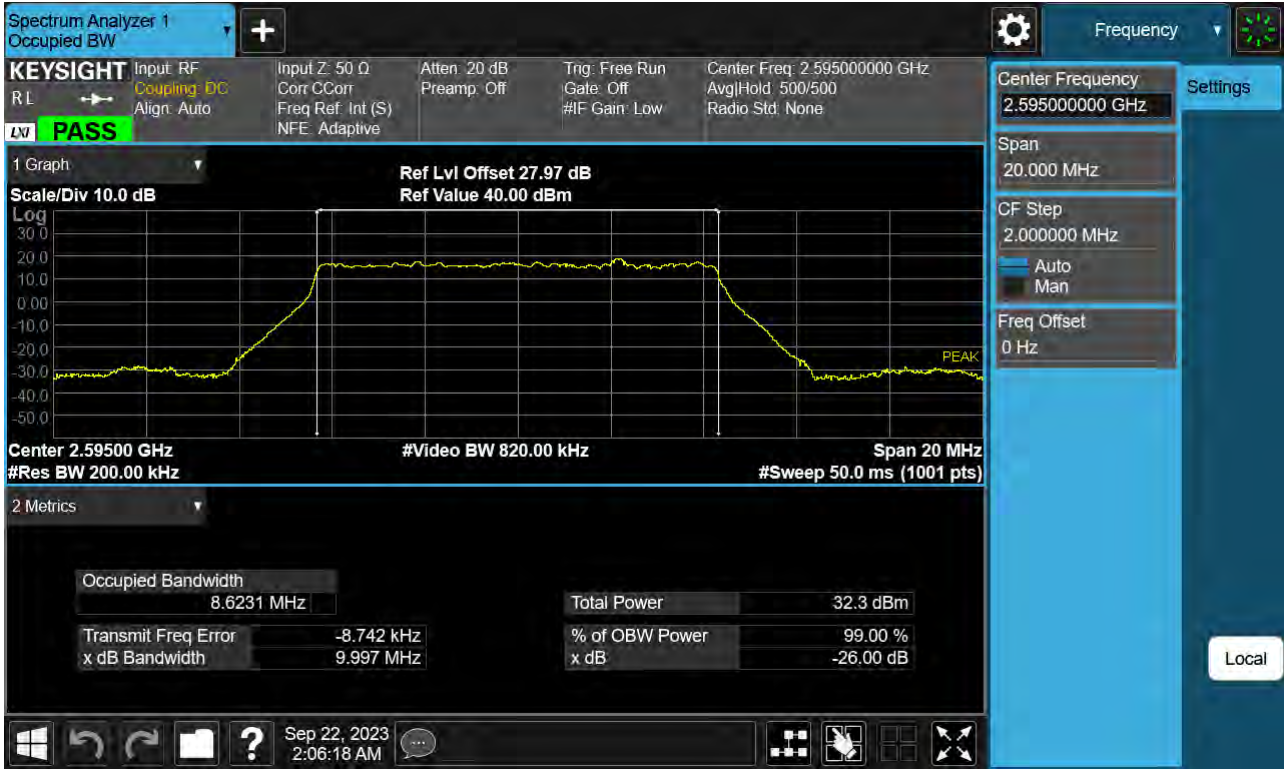 Spectrum Analyzer 1
Occupied BW
+
Frequency
KEYSIGHT
R L
LXI PASS
Input: RF
Coupling: DC
Align: Auto
Input Z: 50 Ω
Corr CCorr
Freq Ref: Int (S)
NFE: Adaptive
Atten: 20 dB
Preamp: Off
Trig: Free Run
Gate: Off
#IF Gain: Low
Center Freq: 2.595000000 GHz
Avg|Hold: 500/500
Radio Std: None
Center Frequency
2.595000000 GHz
Settings
Span
20.000 MHz
CF Step
2.000000 MHz
Auto
Man
Freq Offset
0 Hz
Local
1 Graph
Scale/Div 10.0 dB
Ref Lvl Offset 27.97 dB
Ref Value 40.00 dBm
Log
30.0
20.0
10.0
0.00
-10.0
-20.0
-30.0
-40.0
-50.0
PEAK
Center 2.59500 GHz
#Video BW 820.00 kHz
Span 20 MHz
#Res BW 200.00 kHz
#Sweep 50.0 ms (1001 pts)
2 Metrics
Occupied Bandwidth
8.6231 MHz
Total Power 32.3 dBm
Transmit Freq Error -8.742 kHz
% of OBW Power 99.00 %
x dB Bandwidth 9.997 MHz
x dB -26.00 dB
?
Sep 22, 2023
2:06:18 AM